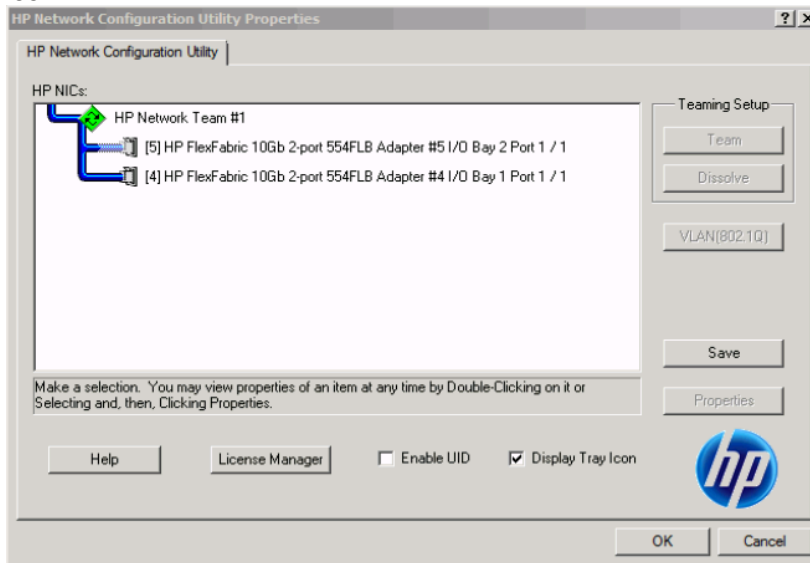 HP Network Configuration Utility Properties
HP Network Configuration Utility
HP NICs:
HP Network Team #1
[5] HP FlexFabric 10Gb 2-port 554FLB Adapter #5 I/O Bay 2 Port 1 / 1
[4] HP FlexFabric 10Gb 2-port 554FLB Adapter #4 I/O Bay 1 Port 1 / 1
Teaming Setup
Team
Dissolve
VLAN(802.1Q)
Save
Make a selection. You may view properties of an item at any time by Double-Clicking on it or
Selecting and, then, Clicking Properties.
Properties
Help
License Manager
Enable UID
Display Tray Icon
hp
OK
Cancel